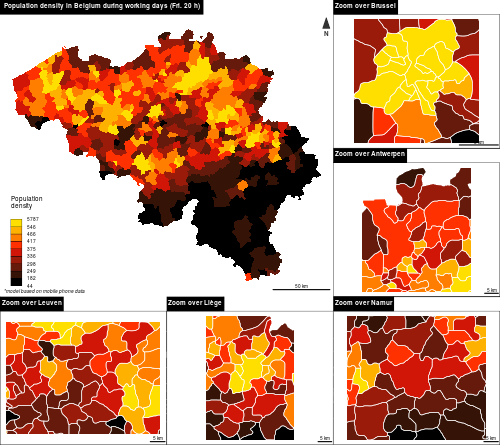 Population density in Belgium during working days (Fri. 20 h)
N
Population
density
5787
546
466
417
375
336
298
249
182
44
*model based on mobile phone data
50 km
Zoom over Brussel
Zoom over Antwerpen
5 km
Zoom over Leuven
5 km
Zoom over Liège
5 km
Zoom over Namur
5 km